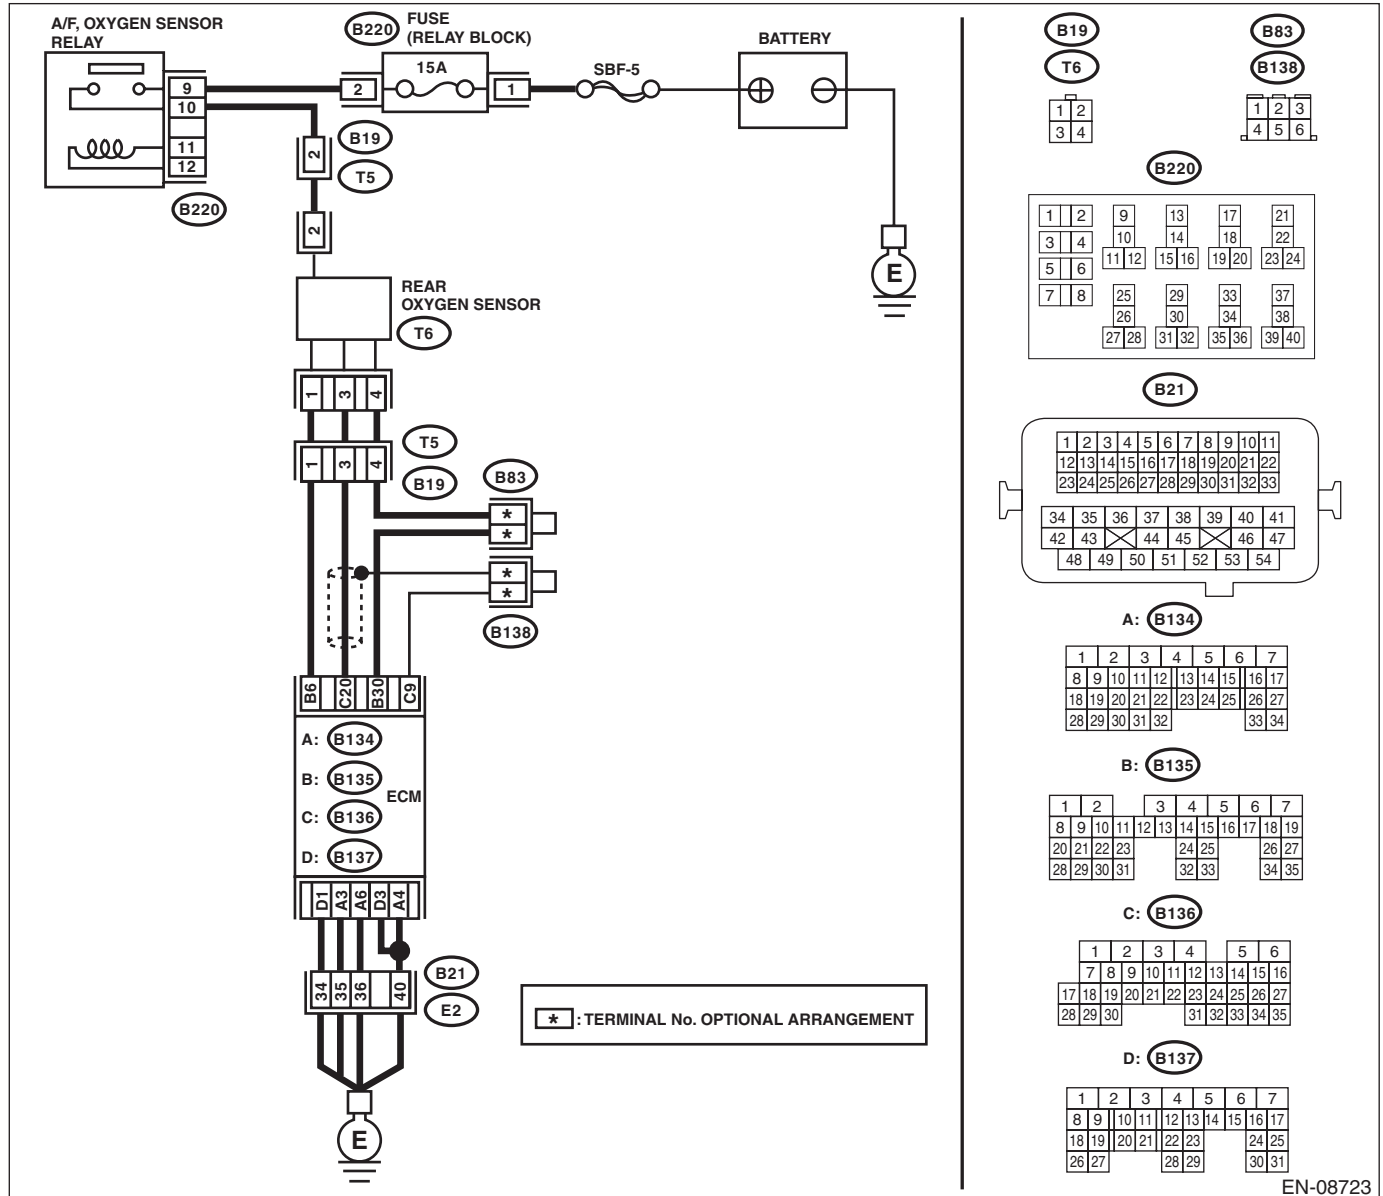 A/F, OXYGEN SENSOR
RELAY
9
10
11
12
B220
B220
FUSE
(RELAY BLOCK)
15A
2
1
SBF-5
BATTERY
E
2
B19
T5
2
REAR
OXYGEN SENSOR
T6
1 3 4
T5
1 3 4
B19
B83
*
*
*
*
B138
B6 C20 B30 C9
A: B134
B: B135
ECM
C: B136
D: B137
D1 A3 A6 D3 A4
34 35 36 40
B21
E2
E
* : TERMINAL No. OPTIONAL ARRANGEMENT
B19
T6
1 2
3 4
B83
B138
1 2 3
4 5 6
B220
1 2 9 13 17 21
3 4 10 14 18 22
5 6 11 12 15 16 19 20 23 24
7 8 25 29 33 37
26 30 34 38
27 28 31 32 35 36 39 40
B21
1 2 3 4 5 6 7 8 9 10 11
12 13 14 15 16 17 18 19 20 21 22
23 24 25 26 27 28 29 30 31 32 33
34 35 36 37 38 39 40 41
42 43 44 45 46 47
48 49 50 51 52 53 54
A: B134
1 2 3 4 5 6 7
8 9 10 11 12 13 14 15 16 17
18 19 20 21 22 23 24 25 26 27
28 29 30 31 32 33 34
B: B135
1 2 3 4 5 6 7
8 9 10 11 12 13 14 15 16 17 18 19
20 21 22 23 24 25 26 27
28 29 30 31 32 33 34 35
C: B136
1 2 3 4 5 6
7 8 9 10 11 12 13 14 15 16
17 18 19 20 21 22 23 24 25 26 27
28 29 30 31 32 33 34 35
D: B137
1 2 3 4 5 6 7
8 9 10 11 12 13 14 15 16 17
18 19 20 21 22 23 24 25
26 27 28 29 30 31
EN-08723